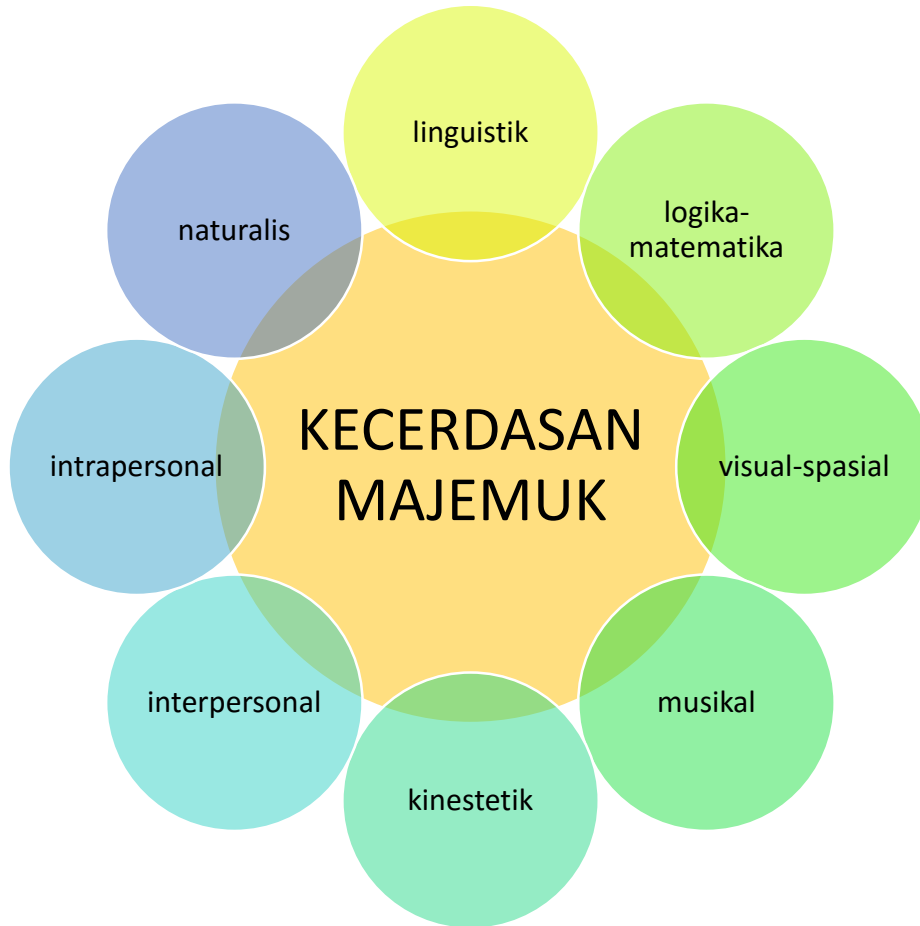 linguistik
logika-
matematika
visual-spasial
musikal
kinestetik
interpersonal
intrapersonal
naturalis
KECERDASAN
MAJEMUK